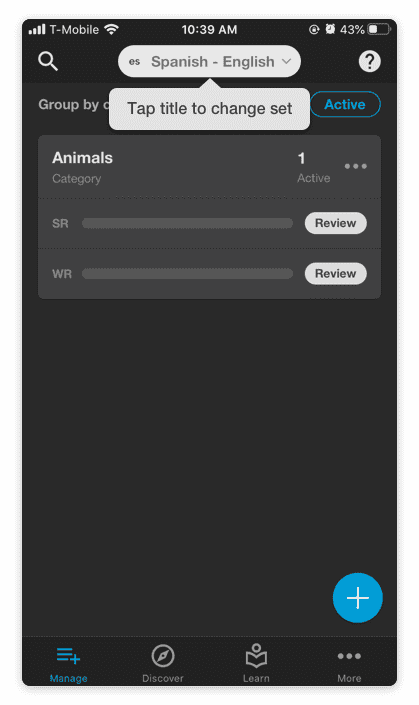 T-Mobile 10:39 AM 43%
es Spanish - English
?
Group by c Active
Tap title to change set
Animals 1
Category Active
SR Review
WR Review
Manage Discover Learn More